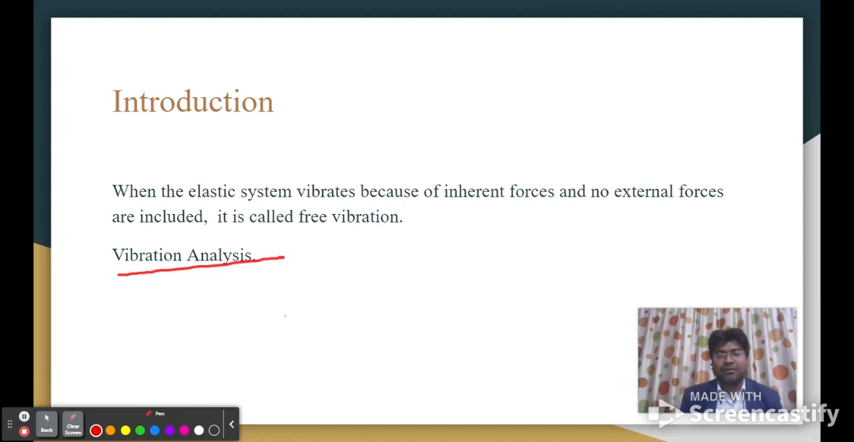 Introduction
When the elastic system vibrates because of inherent forces and no external forces
are included, it is called free vibration.
Vibration Analysis.
MADE WITH
Screencastify
Pen
Back
Clear
Screen